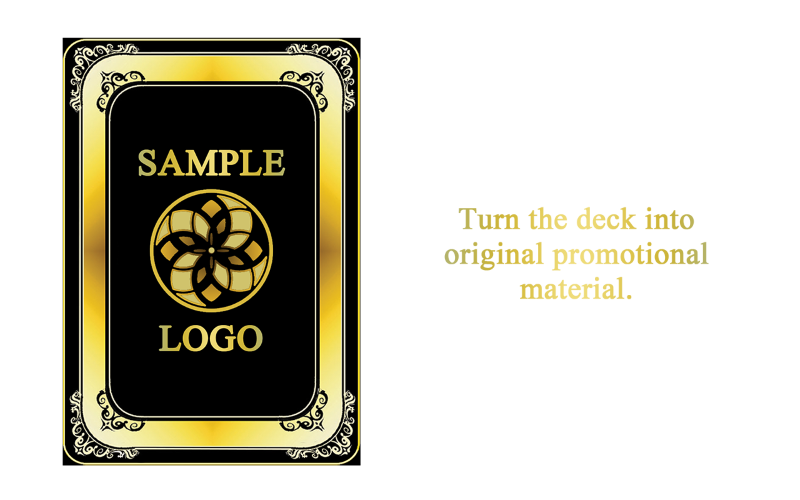 SAMPLE
LOGO
Turn the deck into
original promotional
material.